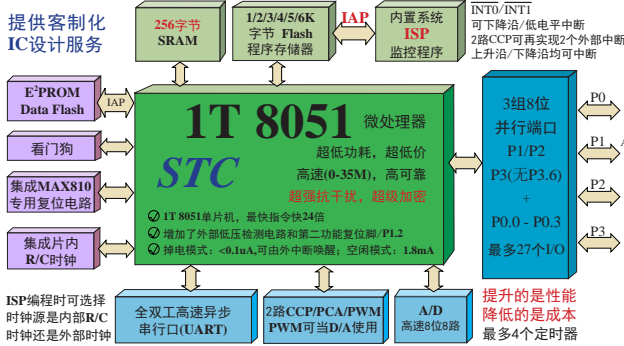 提供客制化
IC设计服务
256字节
SRAM
1/2/3/4/5/6K
字节 Flash
程序存储器
IAP
内置系统
ISP
监控程序
INT0/INT1
可下降沿/低电平中断
2路CCP可再实现2个外部中断
上升沿/下降沿均可中断
E²PROM
Data Flash
IAP
看门狗
集成MAX810
专用复位电路
集成片内
R/C时钟
1T 8051 微处理器
STC
超低功耗，超低价
高速(0-35M)，高可靠
超强抗干扰，超级加密
1T 8051单片机，最快指令快24倍
增加了外部低压检测电路和第二功能复位脚/P1.2
掉电模式：<0.1uA,可由外中断唤醒；空闲模式：1.8mA
3组8位
并行端口
P1/P2
P3(无P3.6)
+
P0.0 - P0.3
最多27个I/O
P0
P1
P2
P3
ISP编程时可选择
时钟源是内部R/C
时钟还是外部时钟
全双工高速异步
串行口(UART)
2路CCP/PCA/PWM
PWM可当D/A使用
A/D
高速8位8路
提升的是性能
降低的是成本
最多4个定时器